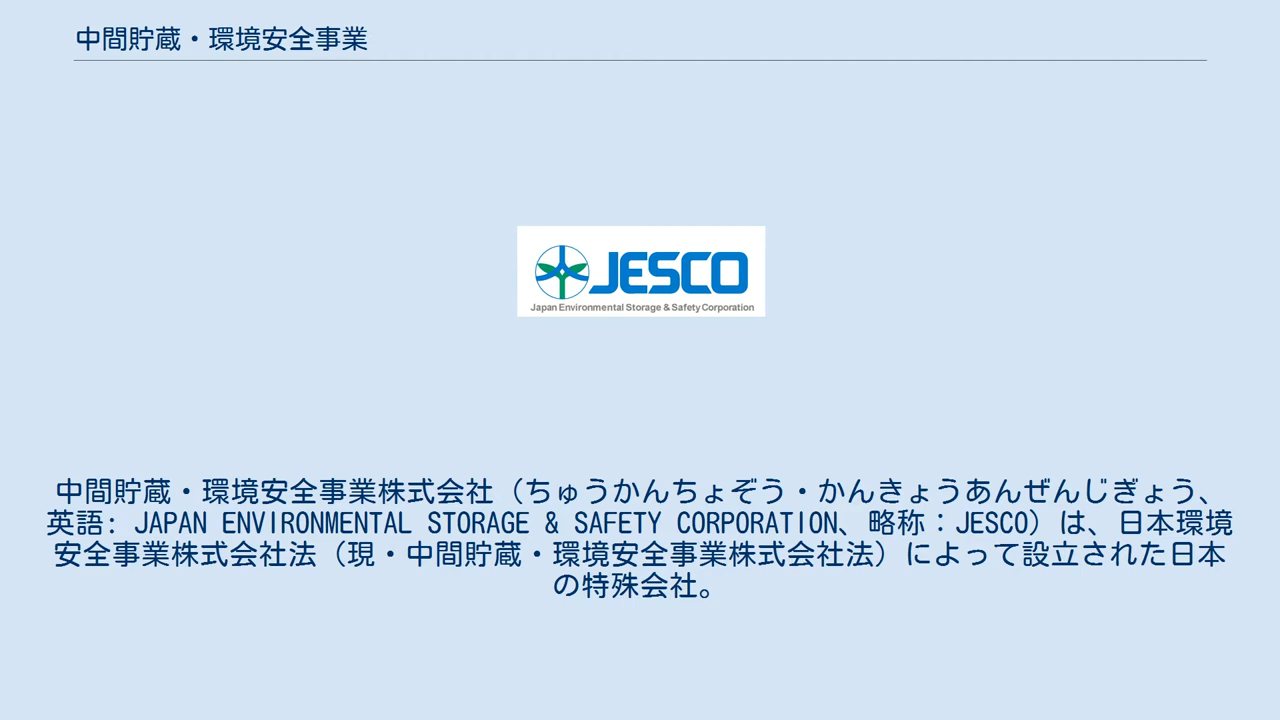 中間貯蔵・環境安全事業
JESCO
Japan Environmental Storage & Safety Corporation
中間貯蔵・環境安全事業株式会社（ちゅうかんちょぞう・かんきょうあんぜんじぎょう、
英語: JAPAN ENVIRONMENTAL STORAGE & SAFETY CORPORATION、略称：JESCO）は、日本環境
安全事業株式会社法（現・中間貯蔵・環境安全事業株式会社法）によって設立された日本
の特殊会社。